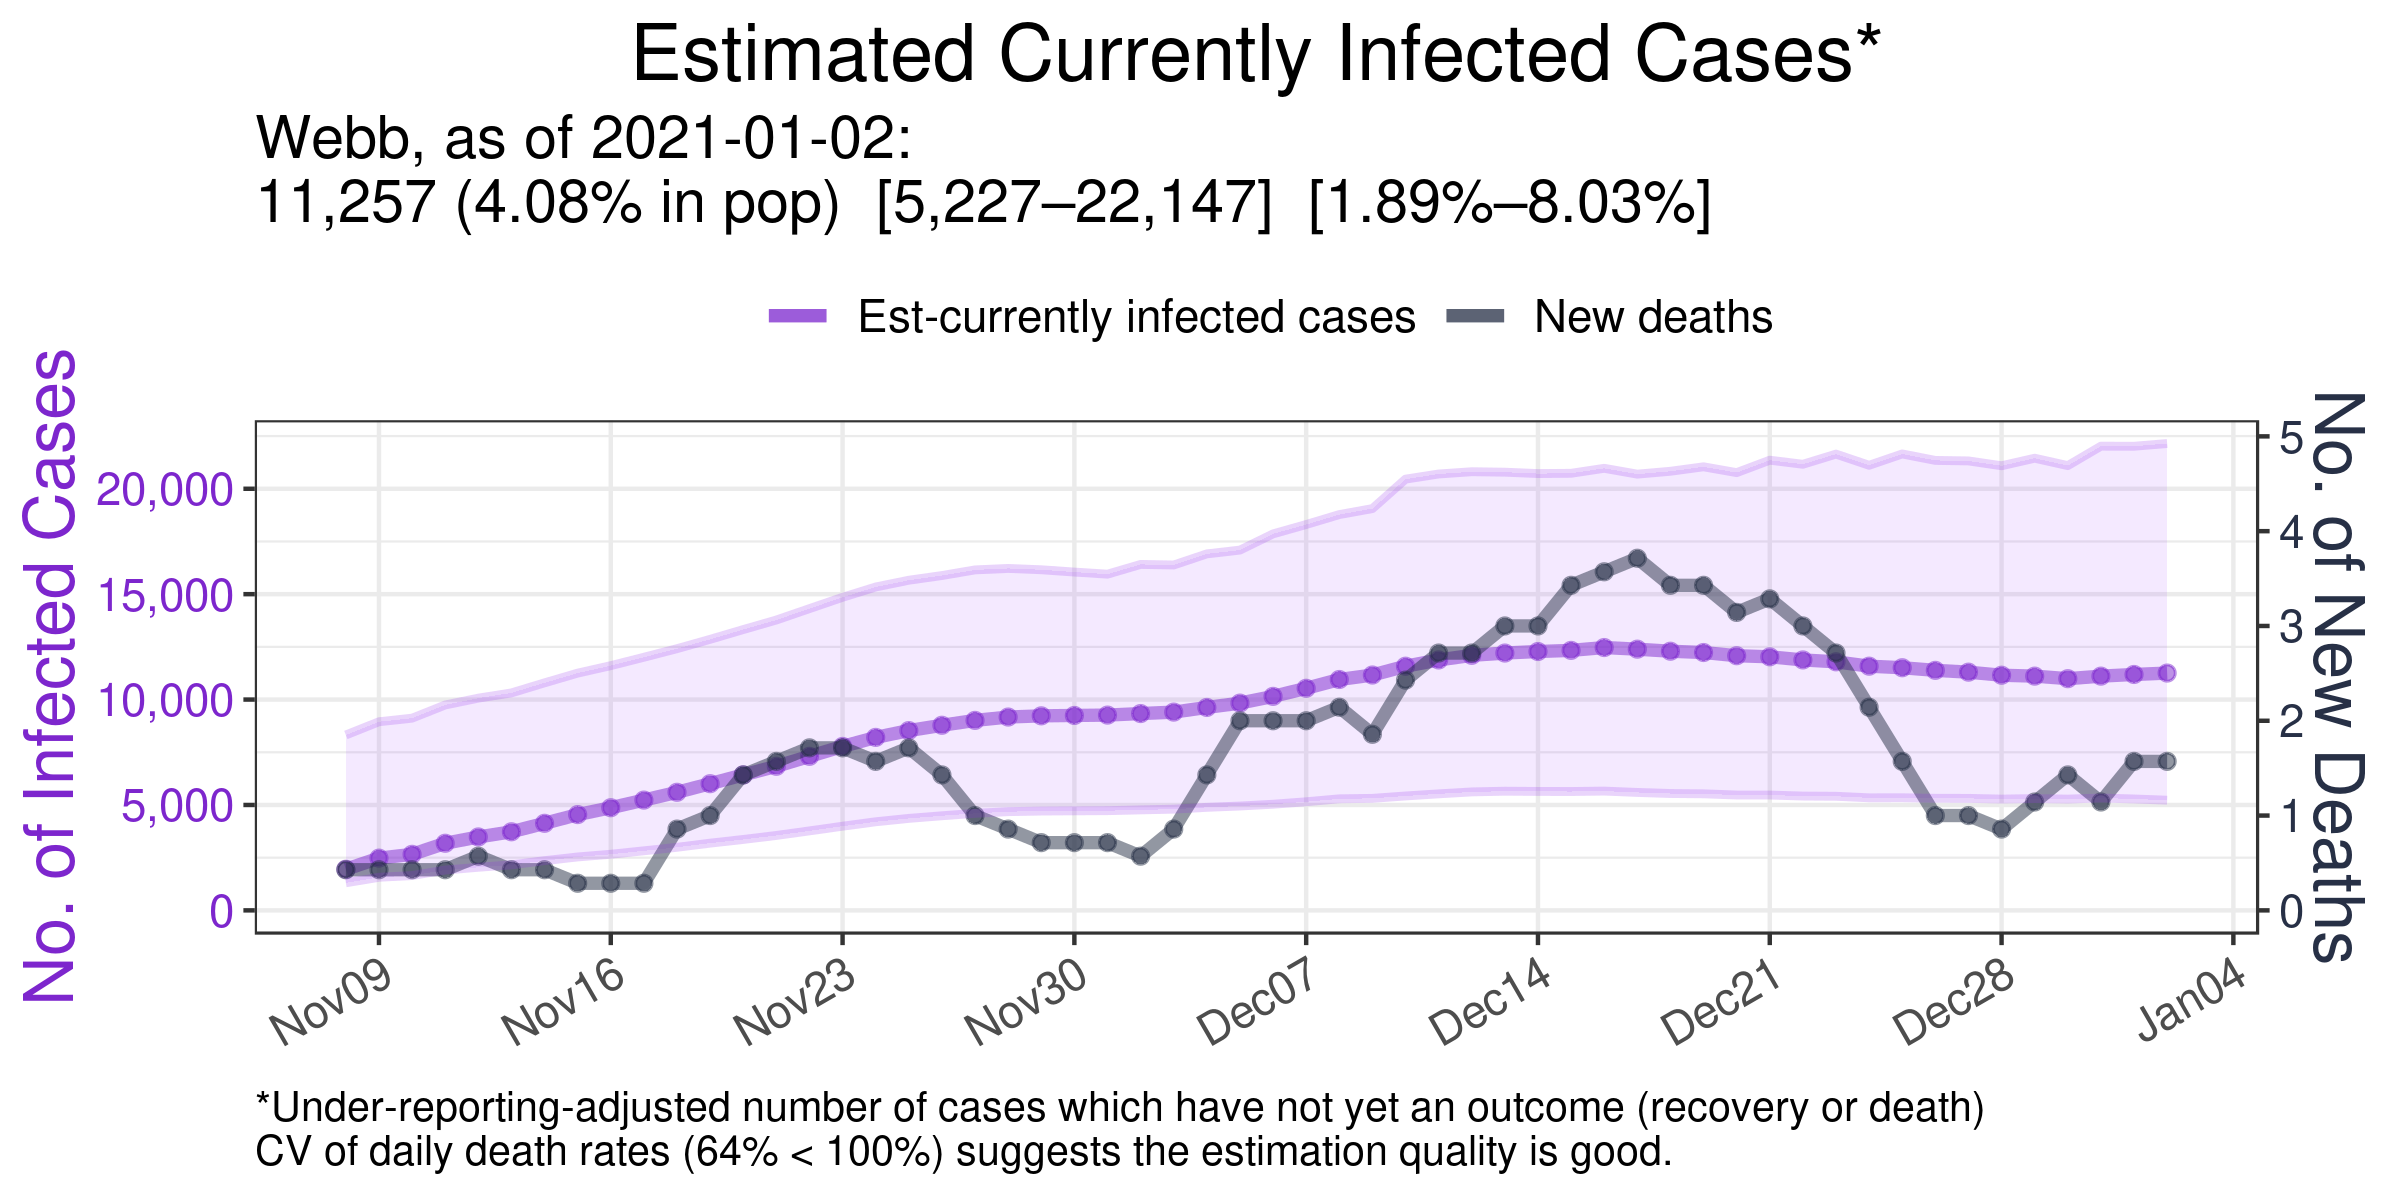 Estimated Currently Infected Cases*
Webb, as of 2021-01-02:
11,257 (4.08% in pop)  [5,227–22,147]  [1.89%–8.03%]
Est-currently infected cases
New deaths
No. of Infected Cases
20,000
15,000
10,000
5,000
0
5
4
3
2
1
0
No. of New Deaths
Nov09
Nov16
Nov23
Nov30
Dec07
Dec14
Dec21
Dec28
Jan04
*Under-reporting-adjusted number of cases which have not yet an outcome (recovery or death)
CV of daily death rates (64% < 100%) suggests the estimation quality is good.